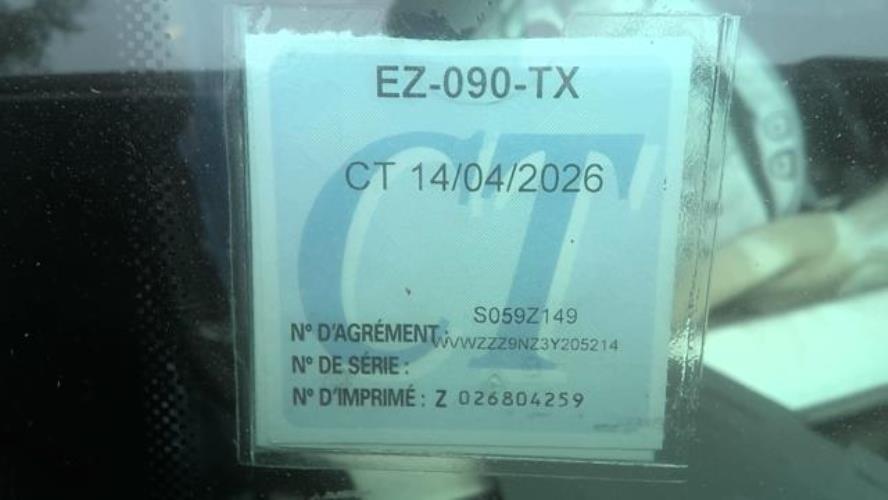 EZ-090-TX
CT
CT 14/04/2026
S059Z149
N° D'AGRÉMENT :
WVWZZZ9NZ3Y205214
N° DE SÉRIE :
N° D'IMPRIMÉ : Z 026804259